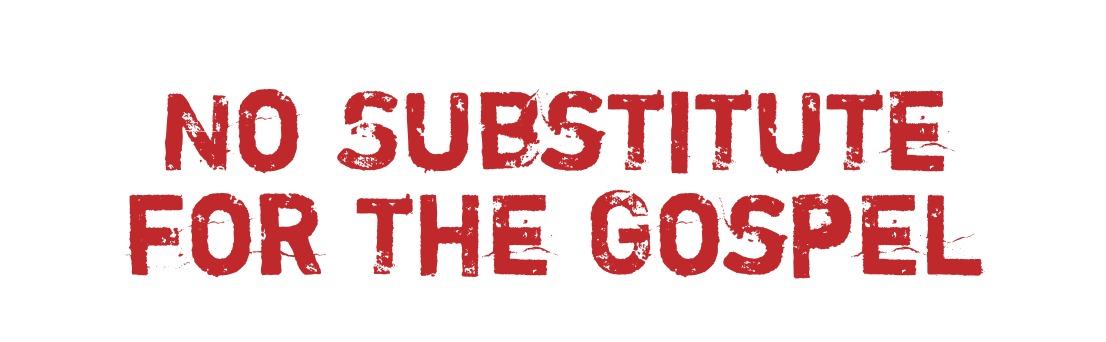 NO SUBSTITUTE
FOR THE GOSPEL